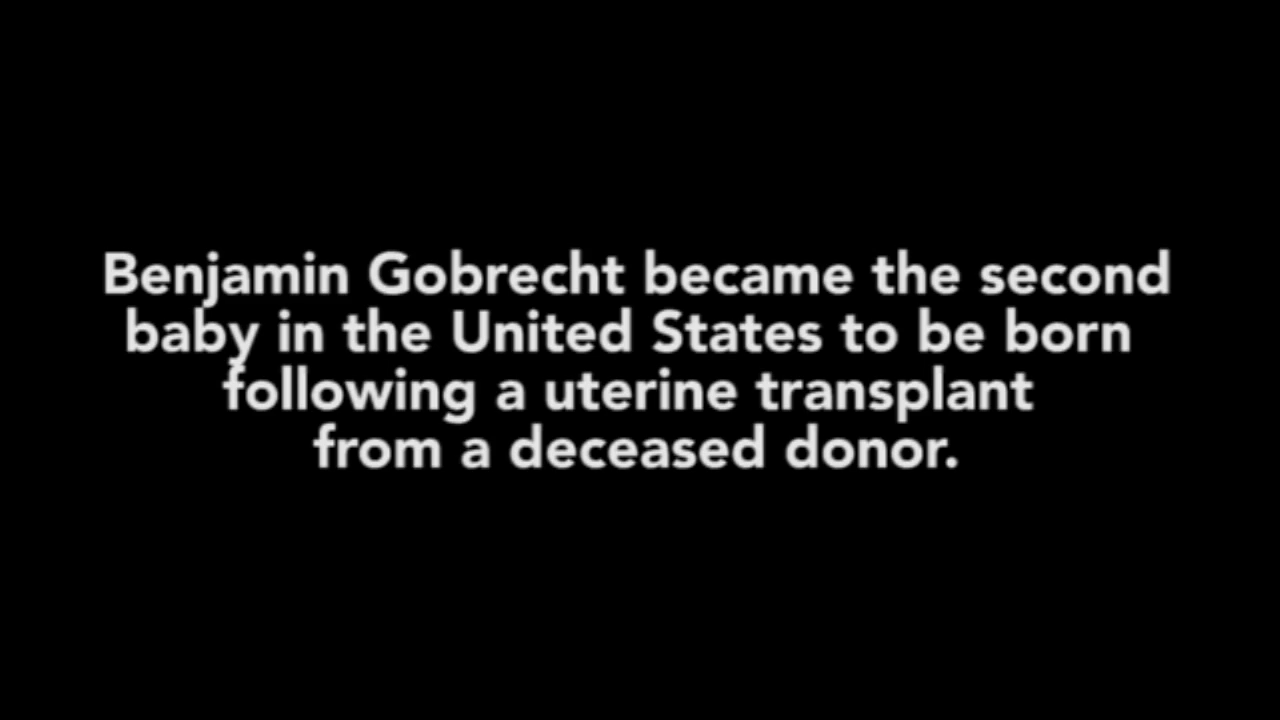 Benjamin Gobrecht became the second
baby in the United States to be born
following a uterine transplant
from a deceased donor.